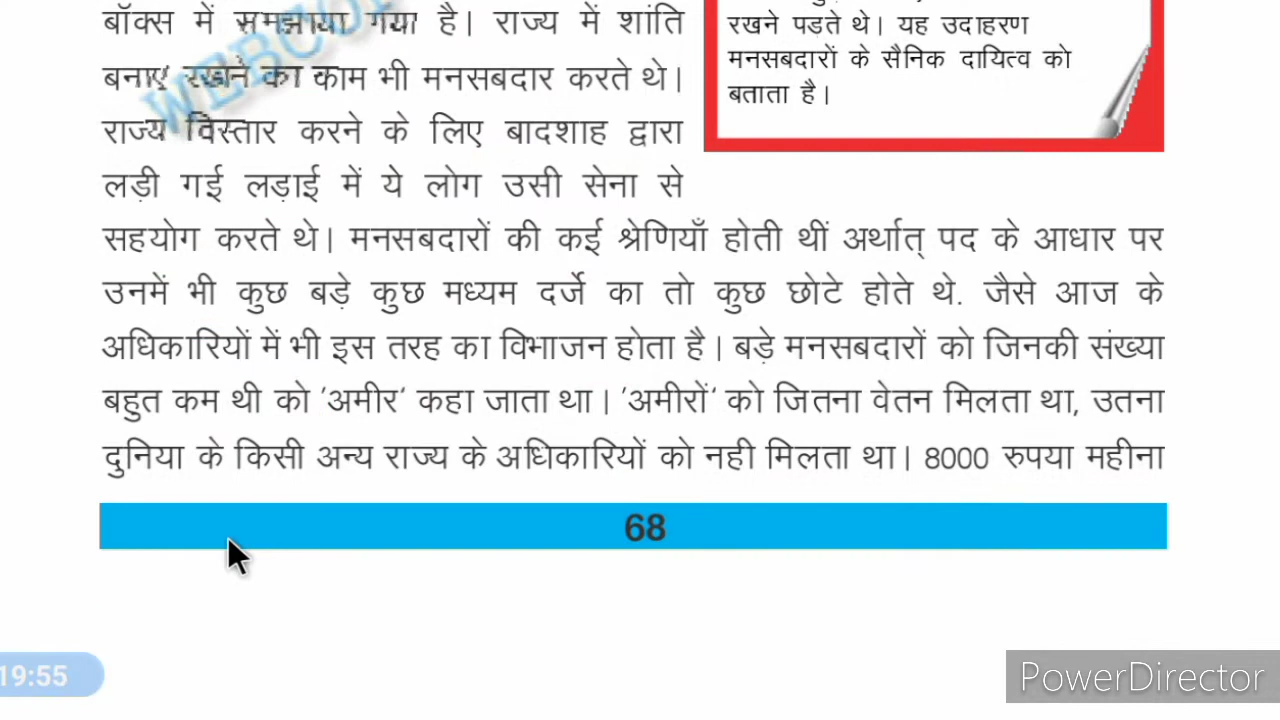 बॉक्स में समझाया गया है। राज्य में शांति
बनाए रखने का काम भी मनसबदार करते थे।
राज्य विस्तार करने के लिए बादशाह द्वारा
लड़ी गई लड़ाई में ये लोग उसी सेना से
रखने पडते थे। यह उदाहरण
मनसबदारों के सैनिक दायित्व को
बताता है।
सहयोग करते थे। मनसबदारों की कई श्रेणियाँ होती थीं अर्थात् पद के आधार पर
उनमें भी कुछ बड़े कुछ मध्यम दर्जे का तो कुछ छोटे होते थे. जैसे आज के
अधिकारियों में भी इस तरह का विभाजन होता है। बड़े मनसबदारों को जिनकी संख्या
बहुत कम थी को 'अमीर' कहा जाता था। 'अमीरों' को जितना वेतन मिलता था, उतना
दुनिया के किसी अन्य राज्य के अधिकारियों को नही मिलता था। 8000 रुपया महीना
68
19:55
PowerDirector